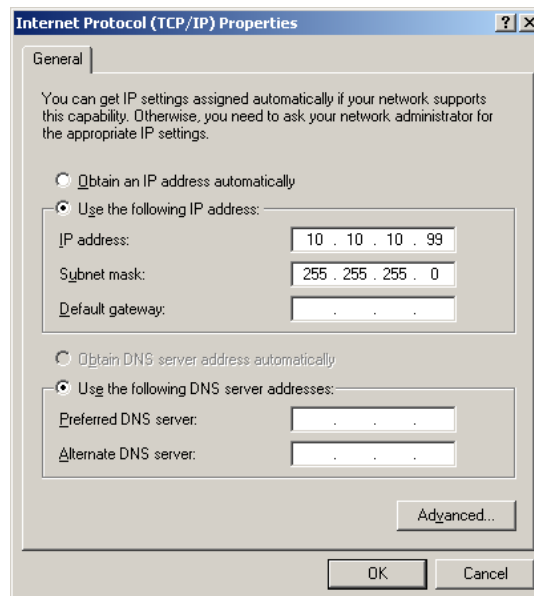 Internet Protocol (TCP/IP) Properties
General
You can get IP settings assigned automatically if your network supports
this capability. Otherwise, you need to ask your network administrator for
the appropriate IP settings.
Obtain an IP address automatically
Use the following IP address:
IP address: 10 . 10 . 10 . 99
Subnet mask: 255 . 255 . 255 . 0
Default gateway: . . .
Obtain DNS server address automatically
Use the following DNS server addresses:
Preferred DNS server: . . .
Alternate DNS server: . . .
Advanced...
OK Cancel